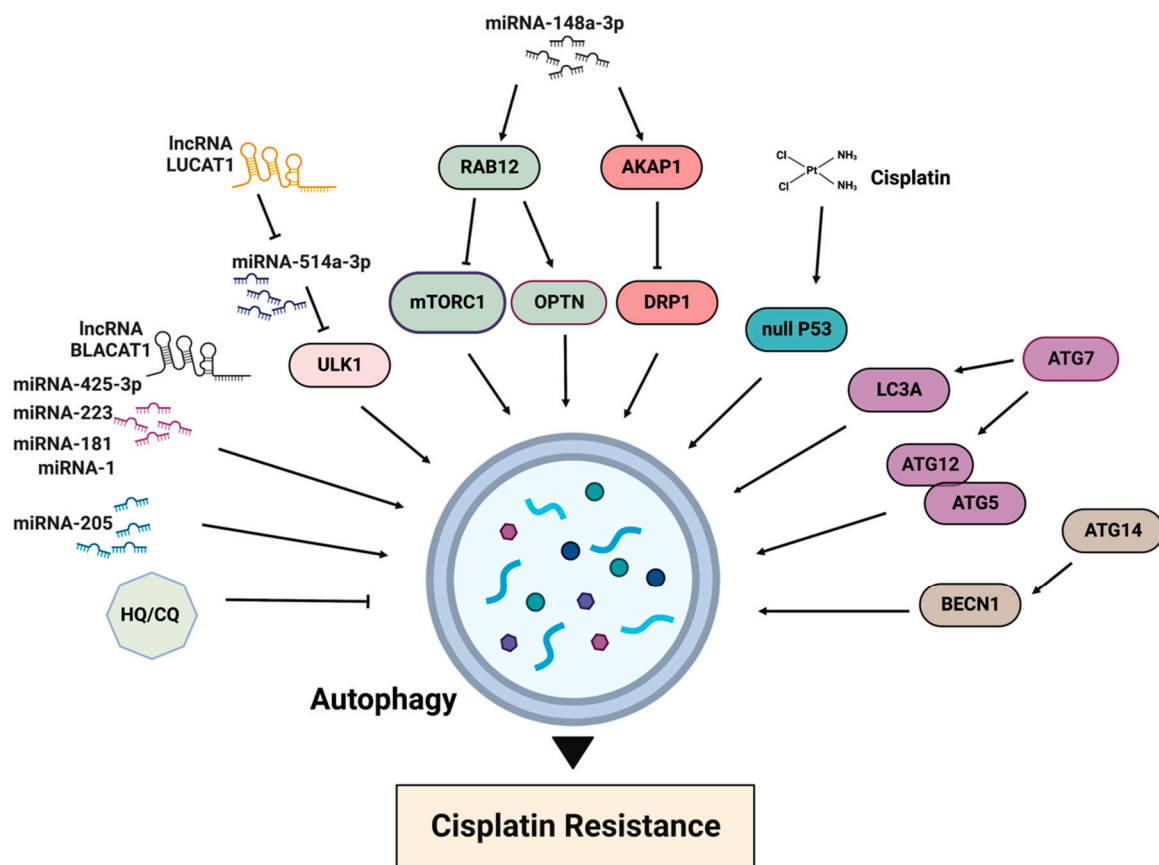 miRNA-148a-3p
lncRNA
LUCAT1
RAB12
AKAP1
Cl
NH₃
Pt
Cl
NH₃
Cisplatin
miRNA-514a-3p
mTORC1
OPTN
DRP1
null P53
lncRNA
BLACAT1
ULK1
ATG7
LC3A
miRNA-425-3p
miRNA-223
miRNA-181
miRNA-1
ATG12
ATG5
miRNA-205
ATG14
HQ/CQ
BECN1
Autophagy
Cisplatin Resistance